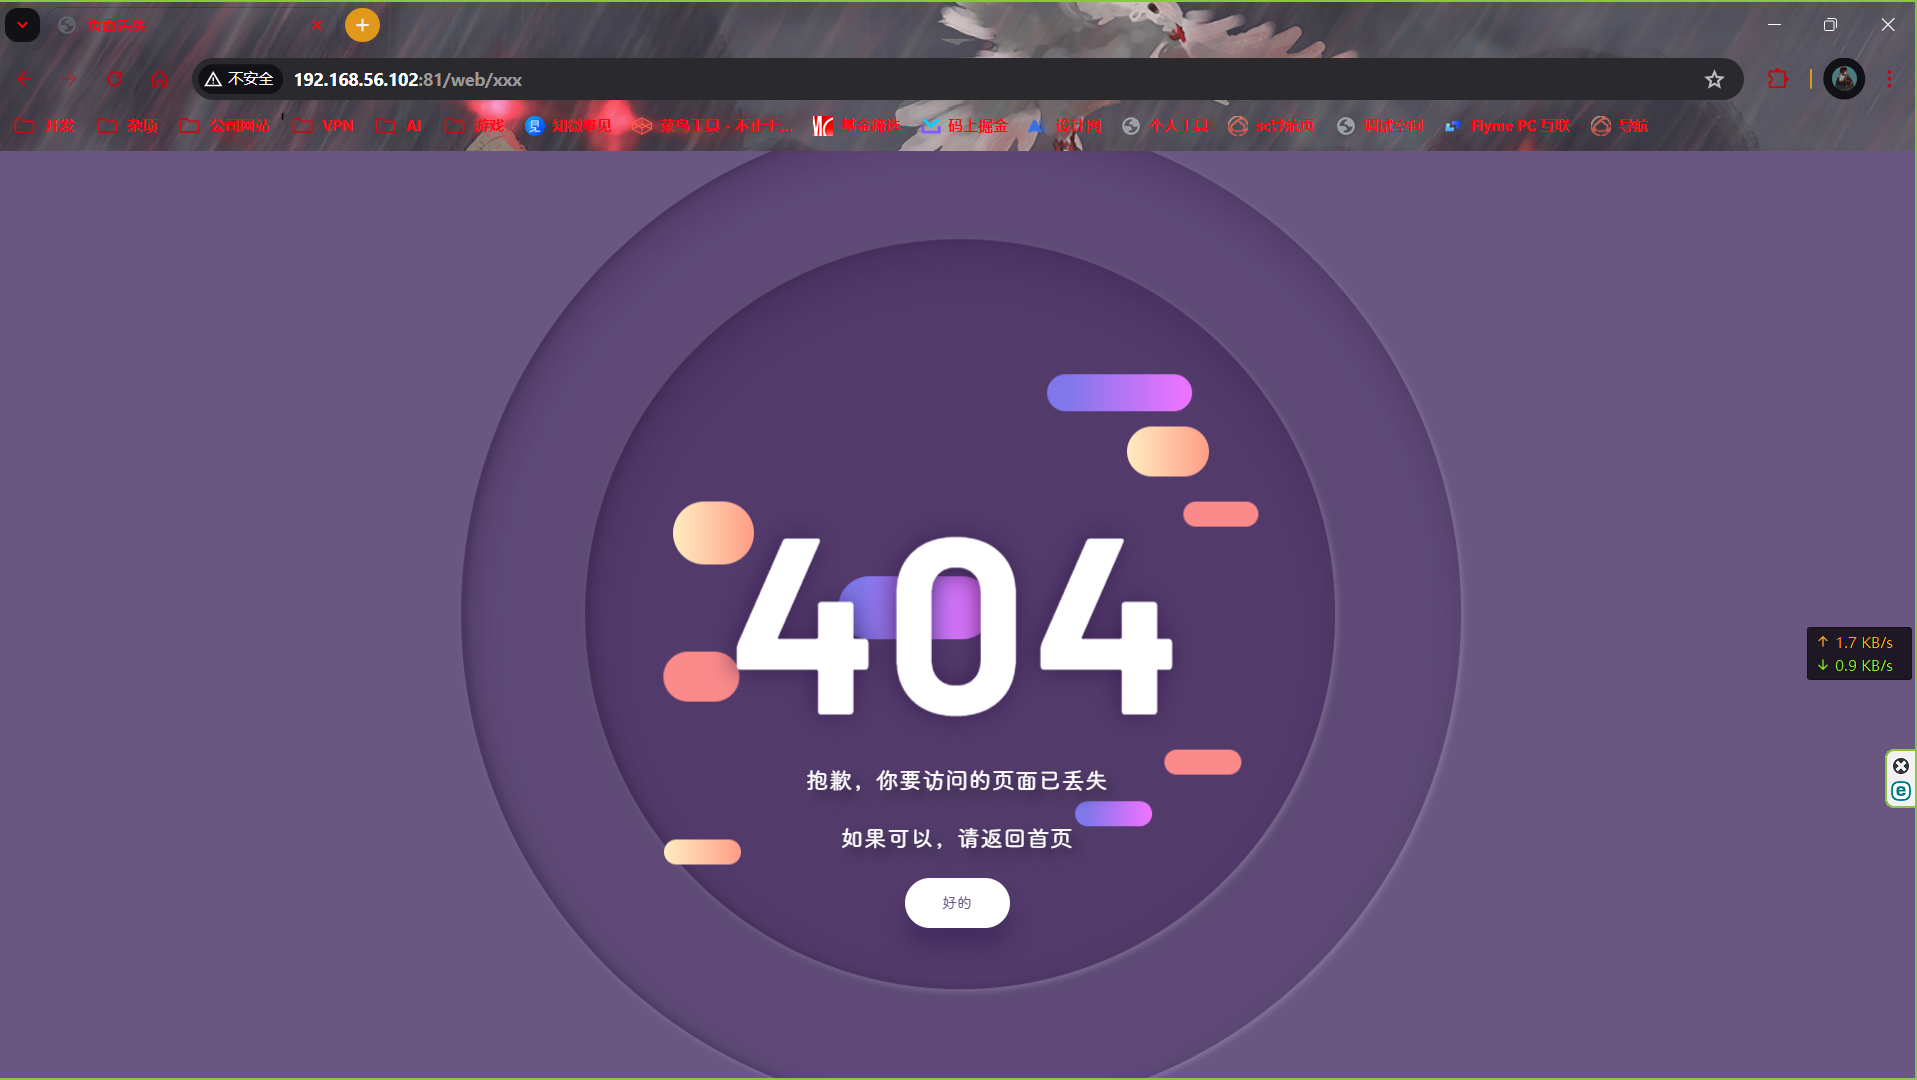 页面丢失
不安全 192.168.56.102:81/web/xxx
开发 杂项 公司网站 VPN AI 游戏 知微事见 菜鸟工具 - 不止于... 基金筛选 码上掘金 设计图 个人工具 sc导航页 调试空间 Flyme PC 互联 导航
404
抱歉，你要访问的页面已丢失
如果可以，请返回首页
好的
↑ 1.7 KB/s
↓ 0.9 KB/s